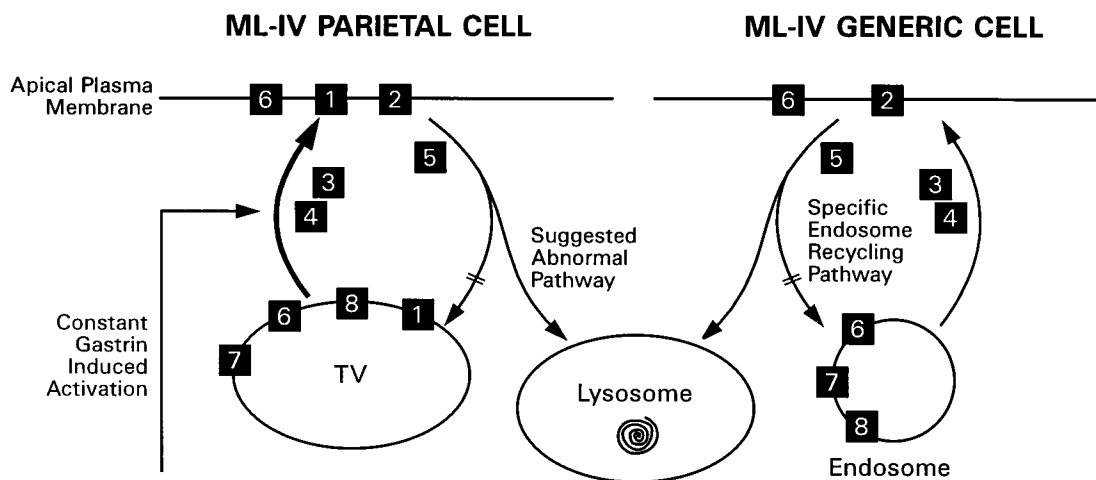 ML-IV PARIETAL CELL
ML-IV GENERIC CELL
Apical Plasma
Membrane
6 1 2
6 2
5
5
3
4
3
4
Specific
Endosome
Recycling
Pathway
Suggested
Abnormal
Pathway
Constant
Gastrin
Induced
Activation
6 8 1
7
TV
Lysosome
6
7
8
Endosome